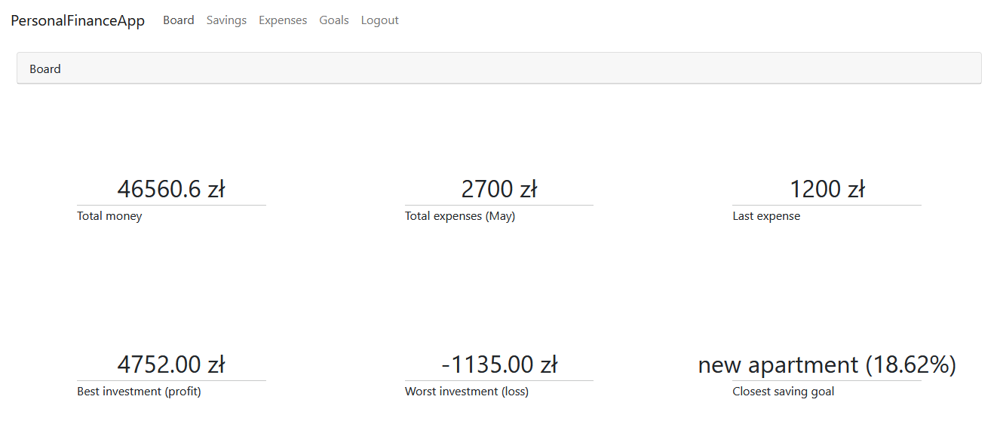 PersonalFinanceApp Board Savings Expenses Goals Logout
Board
46560.6 zł
Total money
2700 zł
Total expenses (May)
1200 zł
Last expense
4752.00 zł
Best investment (profit)
-1135.00 zł
Worst investment (loss)
new apartment (18.62%)
Closest saving goal